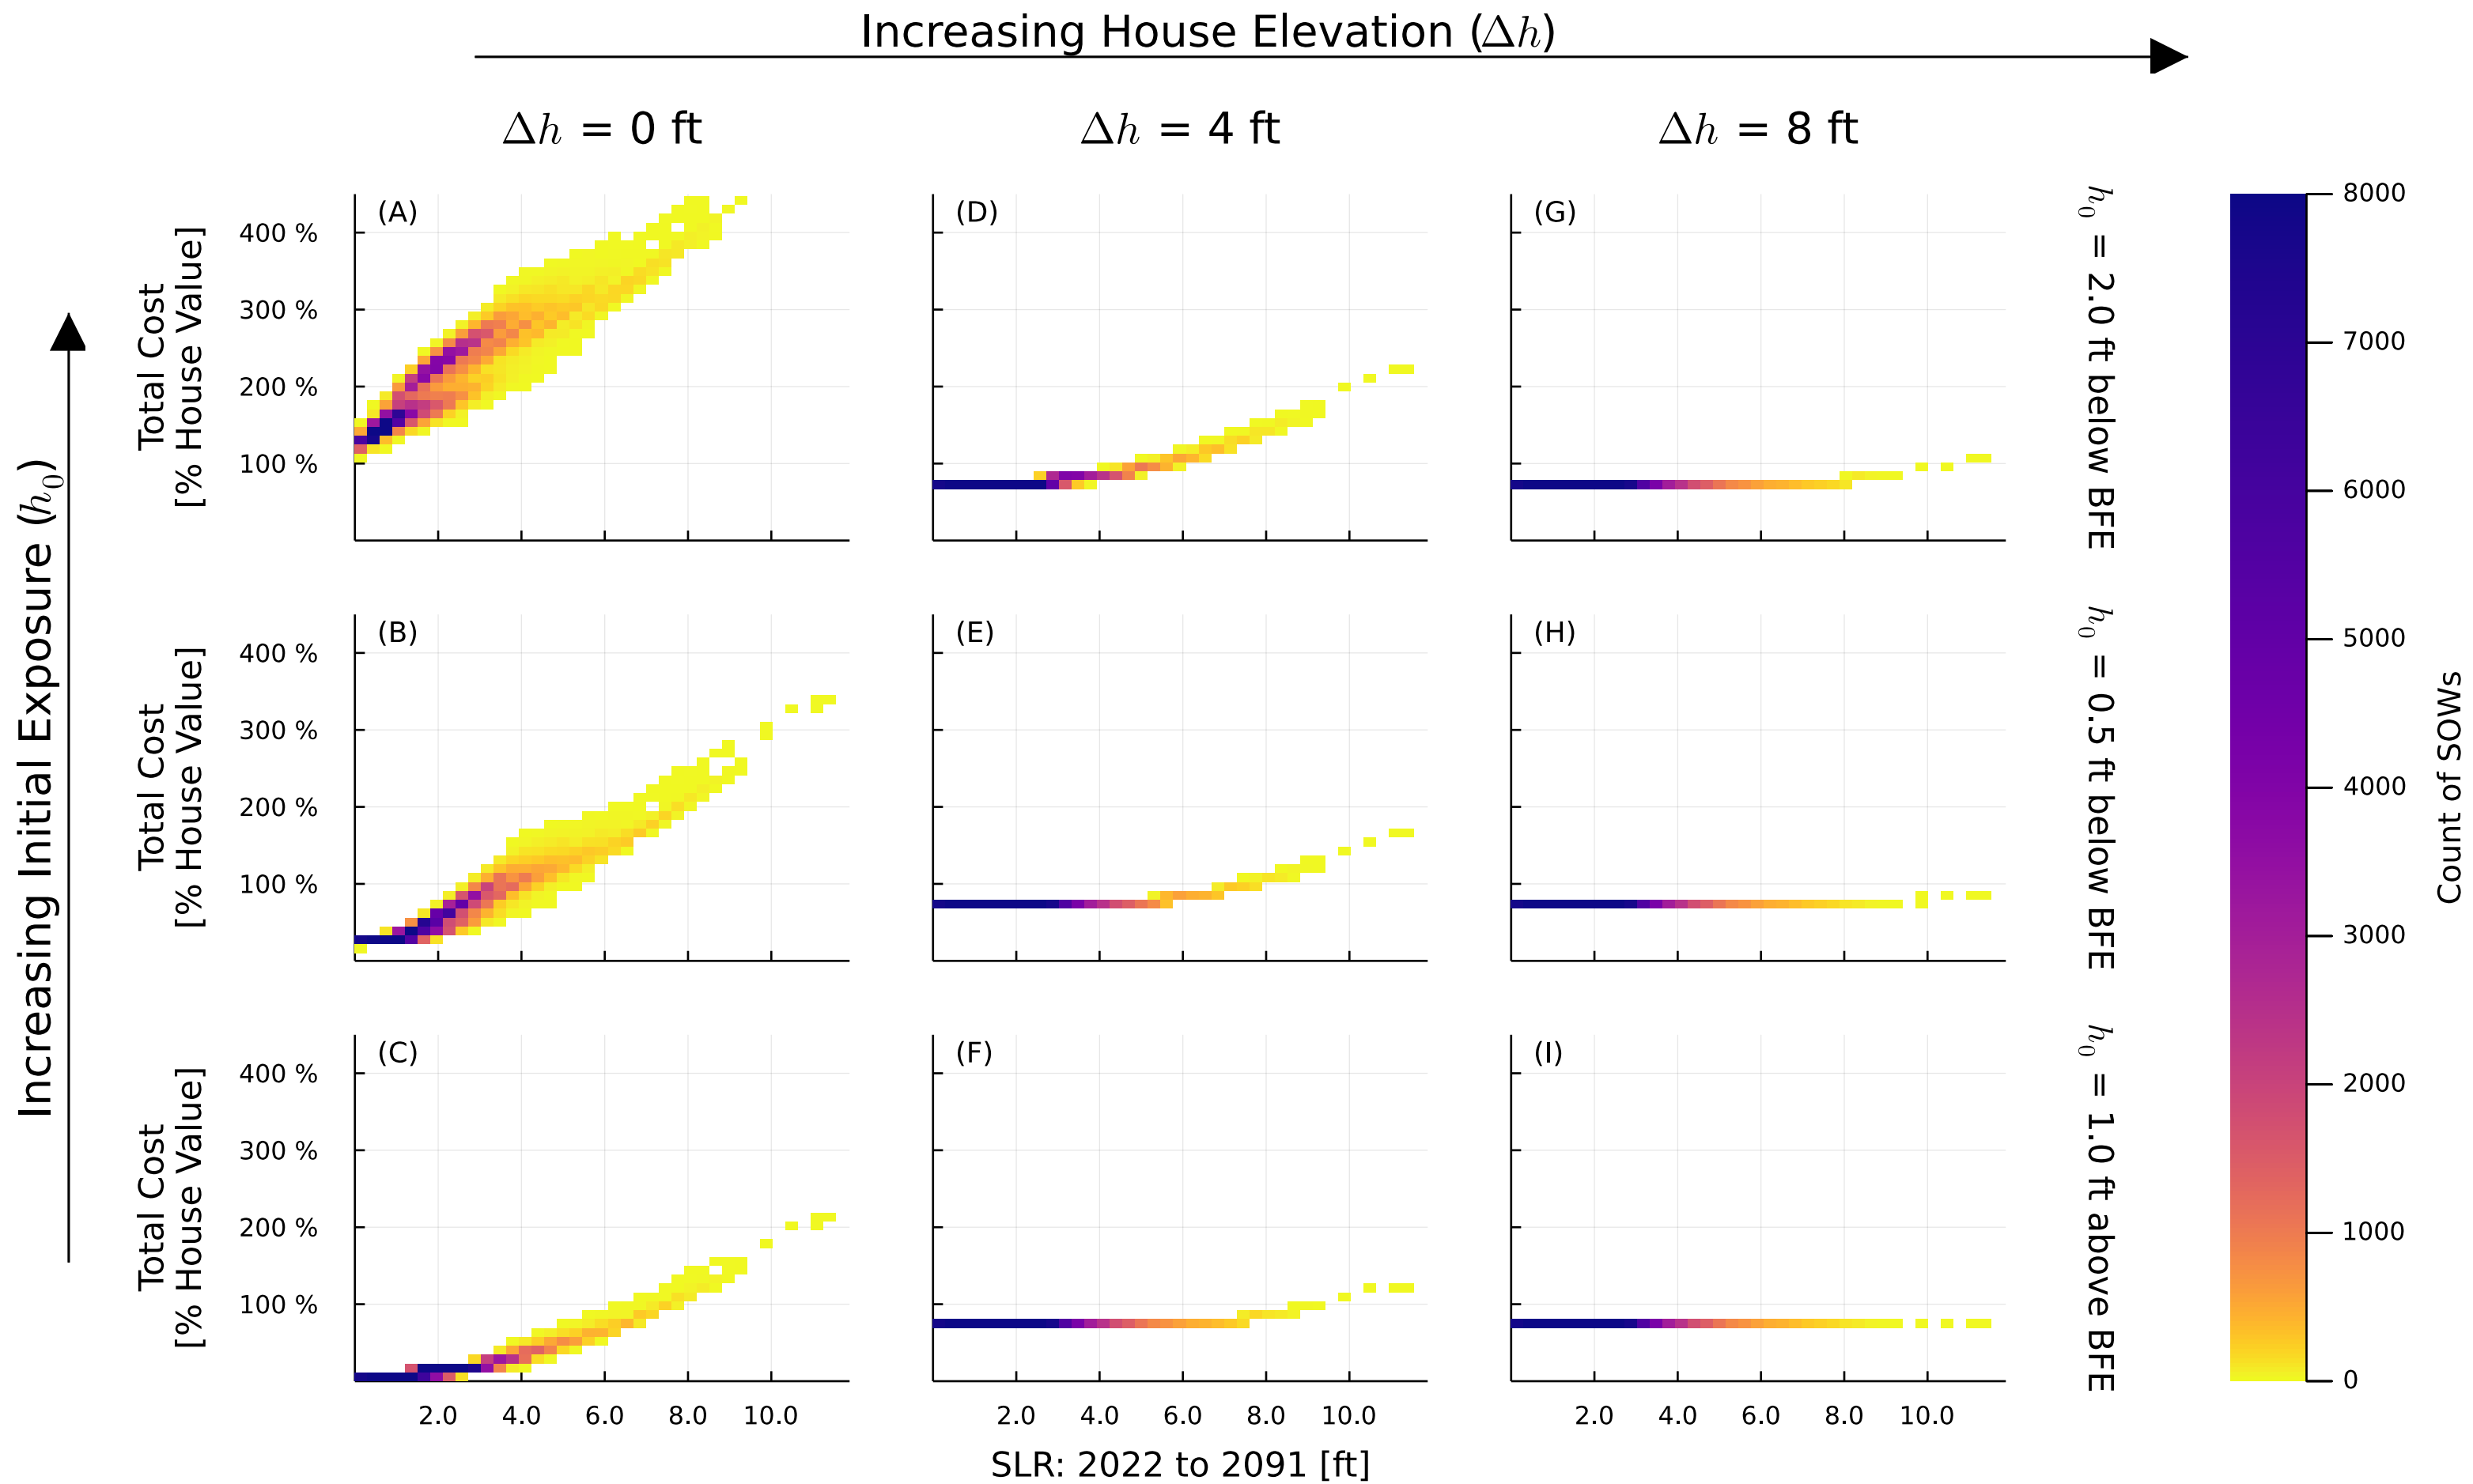 Increasing House Elevation (Δh)
Δh = 0 ft
Δh = 4 ft
Δh = 8 ft
Increasing Initial Exposure (h₀)
Total Cost
[% House Value]
400 %
300 %
200 %
100 %
(A)
(D)
(G)
h₀ = 2.0 ft below BFE
Total Cost
[% House Value]
400 %
300 %
200 %
100 %
(B)
(E)
(H)
h₀ = 0.5 ft below BFE
Total Cost
[% House Value]
400 %
300 %
200 %
100 %
(C)
(F)
(I)
h₀ = 1.0 ft above BFE
2.0 4.0 6.0 8.0 10.0
2.0 4.0 6.0 8.0 10.0
2.0 4.0 6.0 8.0 10.0
SLR: 2022 to 2091 [ft]
8000
7000
6000
5000
4000
3000
2000
1000
0
Count of SOWs